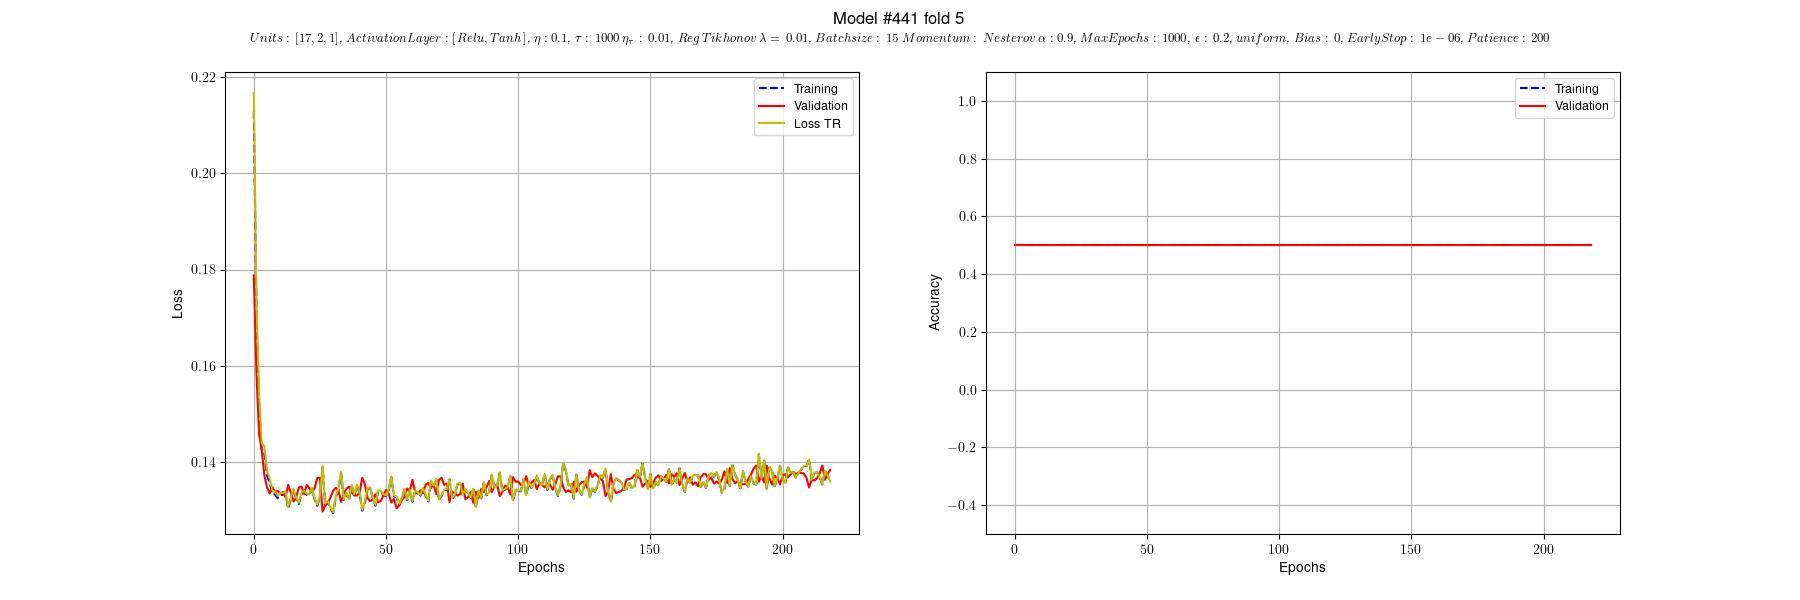 Model #441 fold 5
Units : [17, 2, 1], ActivationLayer : [Relu, Tanh], η : 0.1, τ : 1000 ητ : 0.01, Reg Tikhonov λ = 0.01, Batchsize : 15 Momentum : Nesterov α : 0.9, MaxEpochs : 1000, ϵ : 0.2, uniform, Bias : 0, EarlyStop : 1e − 06, Patience : 200
0.22
0.20
0.18
0.16
0.14
Loss
0 50 100 150 200
Epochs
Training
Validation
Loss TR
1.0
0.8
0.6
0.4
0.2
0.0
−0.2
−0.4
Accuracy
0 50 100 150 200
Epochs
Training
Validation